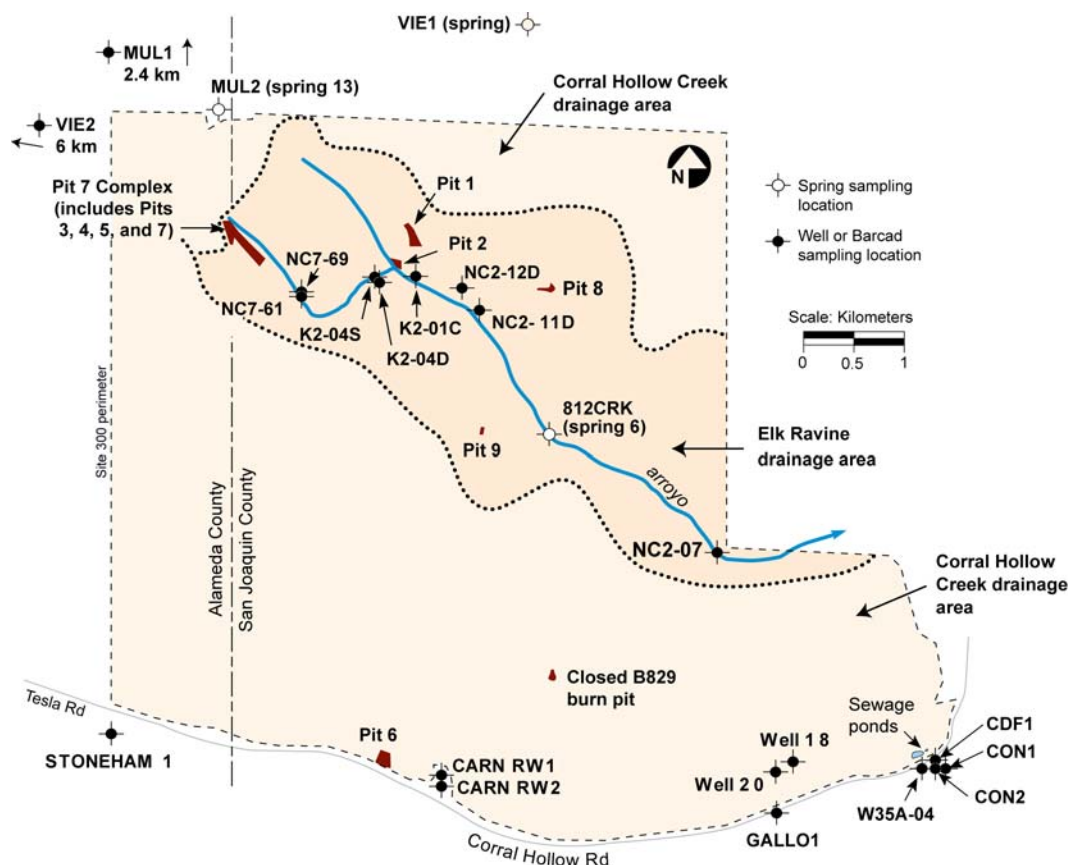 VIE1 (spring)
MUL1
2.4 km
MUL2 (spring 13)
Corral Hollow Creek
drainage area
VIE2
6 km
N
Pit 7 Complex
(includes Pits
3, 4, 5, and 7)
Pit 1
Pit 2
Spring sampling
location
Well or Barcad
sampling location
NC7-69
NC2-12D
Pit 8
NC7-61
K2-04S
K2-01C
NC2- 11D
K2-04D
Scale: Kilometers
0 0.5 1
812CRK
(spring 6)
Pit 9
Elk Ravine
drainage area
Site 300 perimeter
Alameda County
San Joaquin County
arroyo
NC2-07
Corral Hollow
Creek drainage
area
Closed B829
burn pit
Tesla Rd
STONEHAM 1
Pit 6
CARN RW1
CARN RW2
Well 18
Well 20
Sewage
ponds
CDF1
CON1
CON2
W35A-04
GALLO1
Corral Hollow Rd